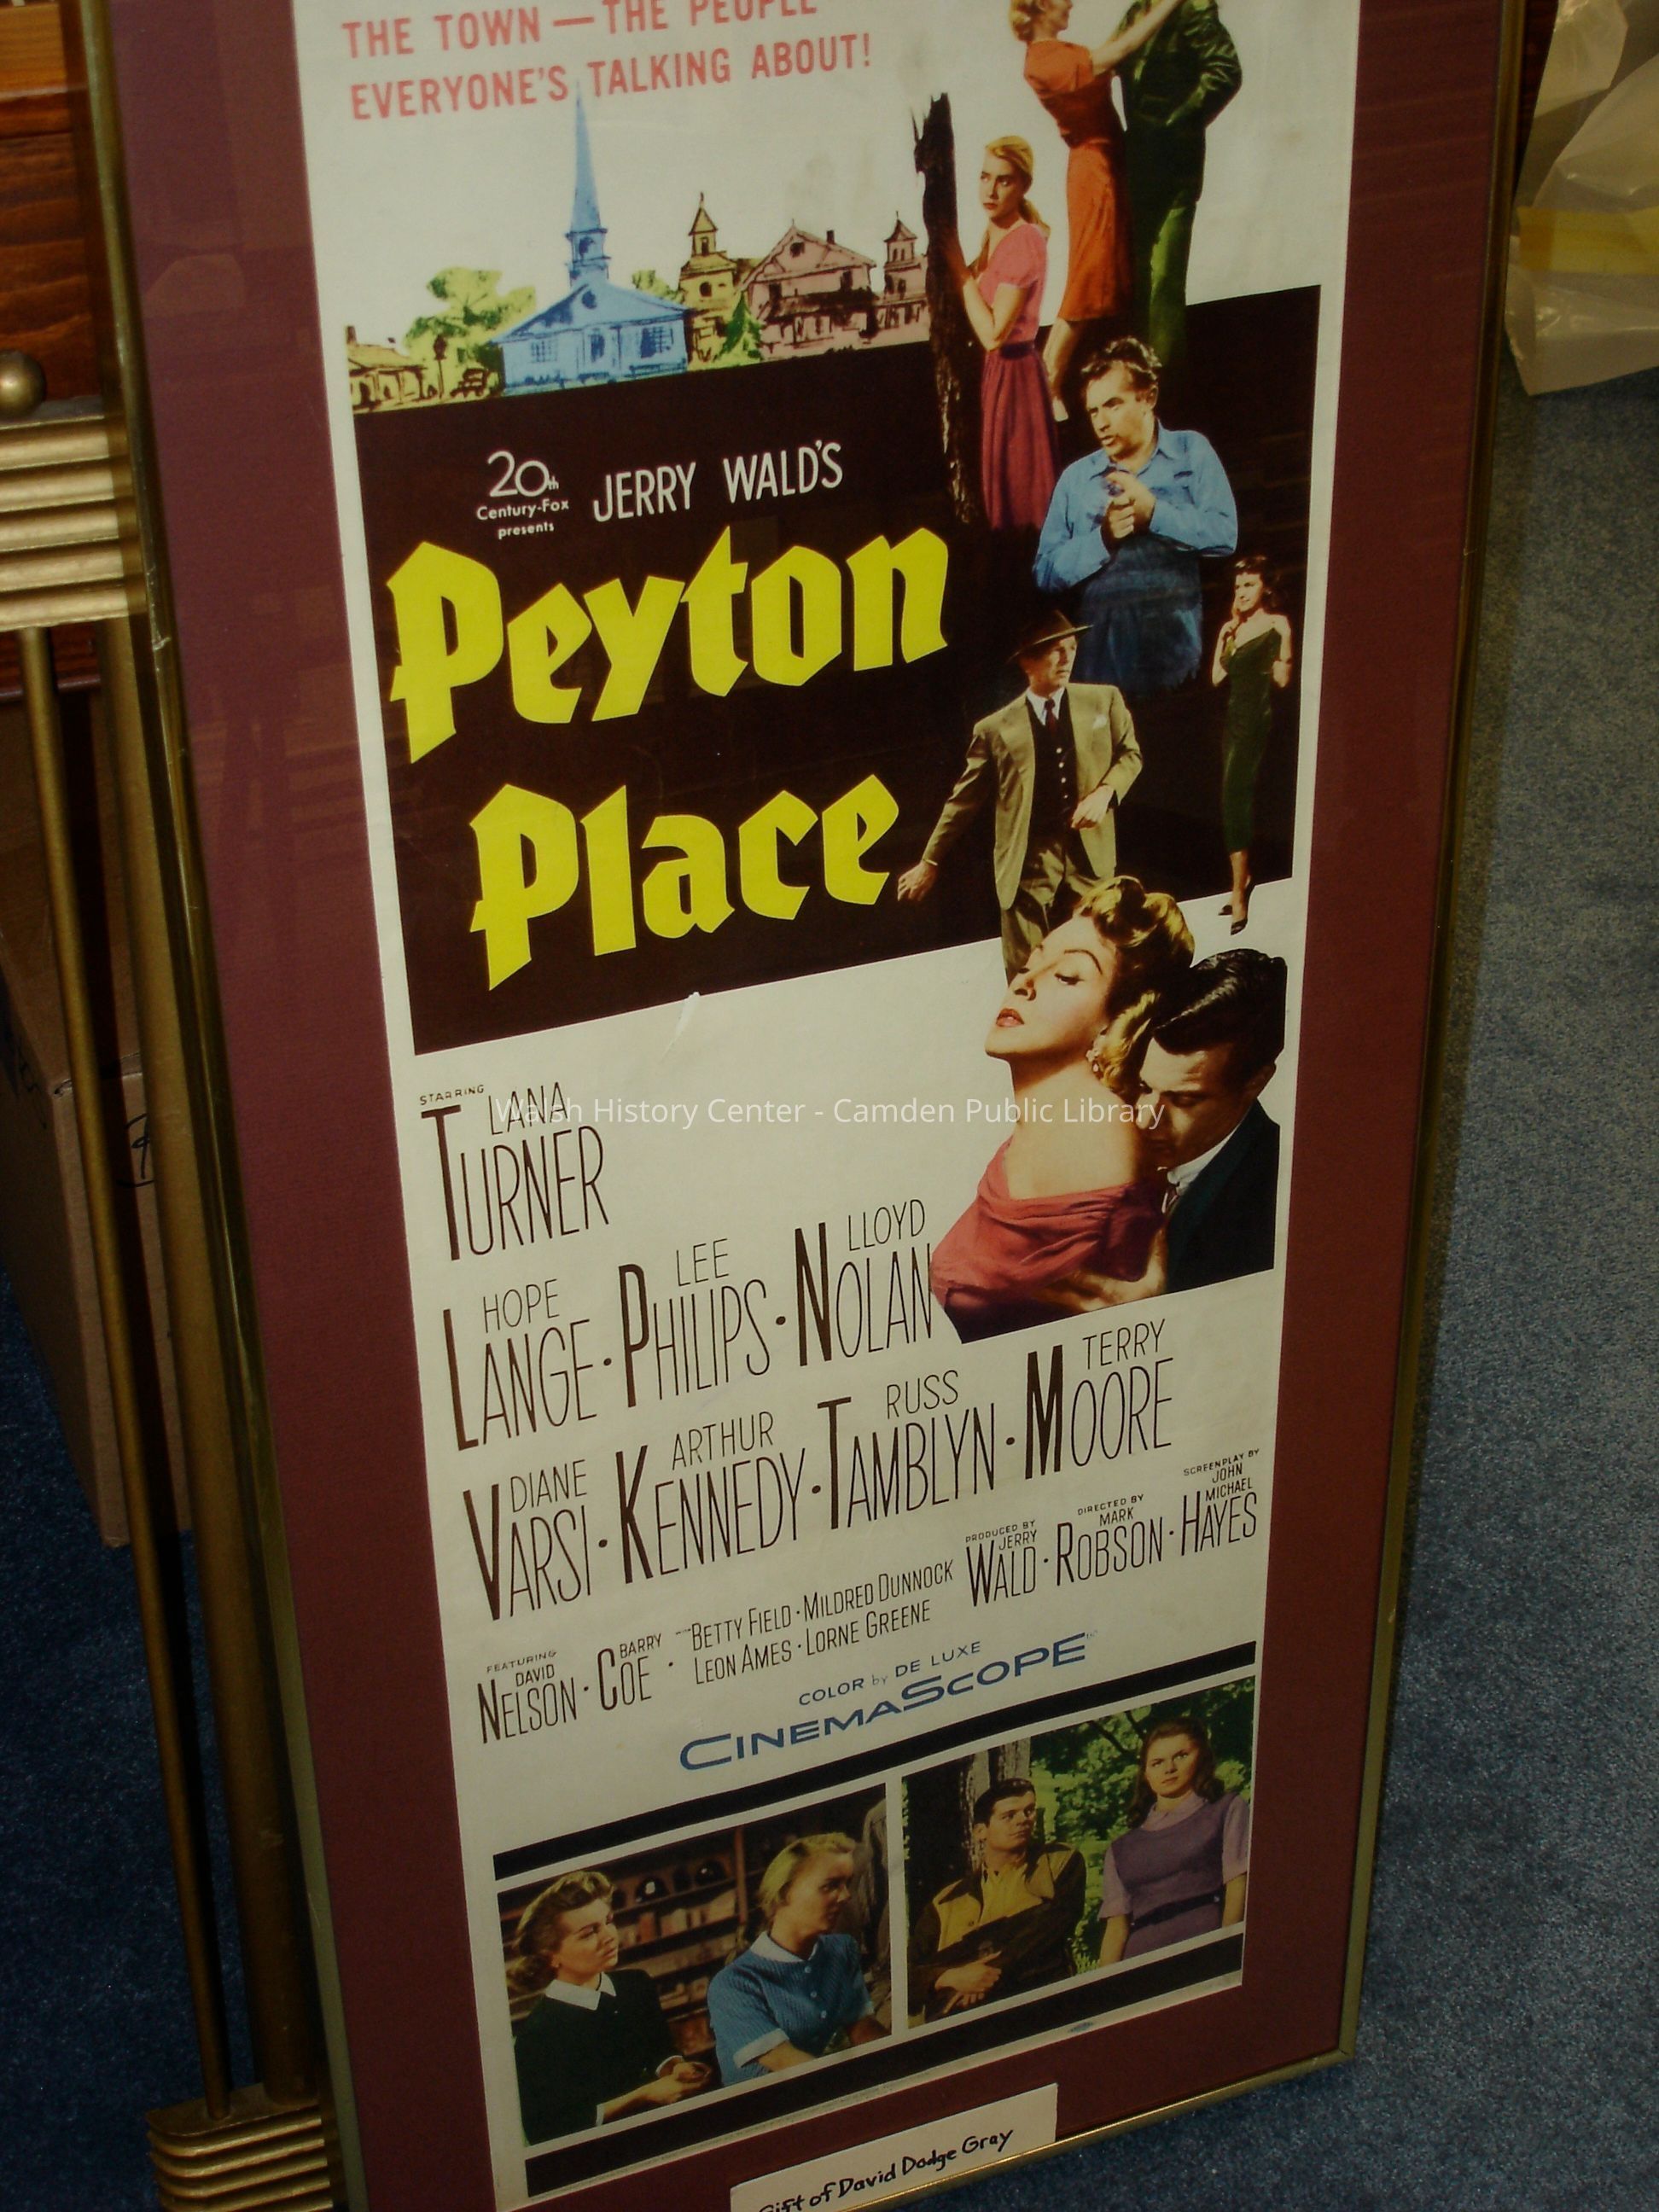 THE TOWN — THE PEOPLE
EVERYONE'S TALKING ABOUT!
20th
Century-Fox
presents
JERRY WALD'S
Peyton
Place
STARRING
LANA
TURNER
Walsh History Center - Camden Public Library
HOPE
LANGE ·
LEE
PHILIPS ·
LLOYD
NOLAN
DIANE
VARSI ·
ARTHUR
KENNEDY ·
RUSS
TAMBLYN ·
TERRY
MOORE
FEATURING
DAVID
NELSON ·
BARRY
COE ·
BETTY FIELD · MILDRED DUNNOCK
LEON AMES · LORNE GREENE
PRODUCED BY
JERRY
WALD ·
DIRECTED BY
MARK
ROBSON ·
SCREENPLAY BY
JOHN
MICHAEL
HAYES
COLOR by DE LUXE
CINEMASCOPE
Gift of David Dodge Gray